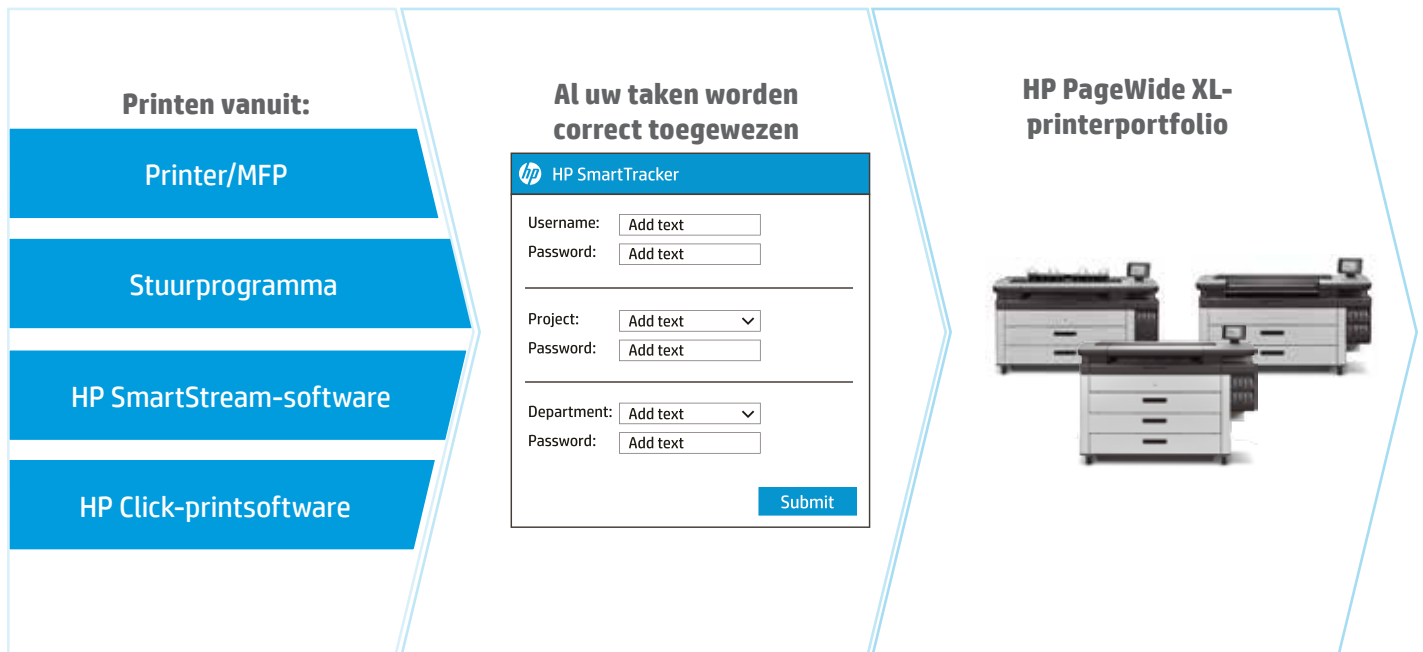 Printen vanuit:
Printer/MFP
Stuurprogramma
HP SmartStream-software
HP Click-printsoftware
Al uw taken worden
correct toegewezen
hp HP SmartTracker
Username: Add text
Password: Add text
Project: Add text
Password: Add text
Department: Add text
Password: Add text
Submit
HP PageWide XL-
printerportfolio